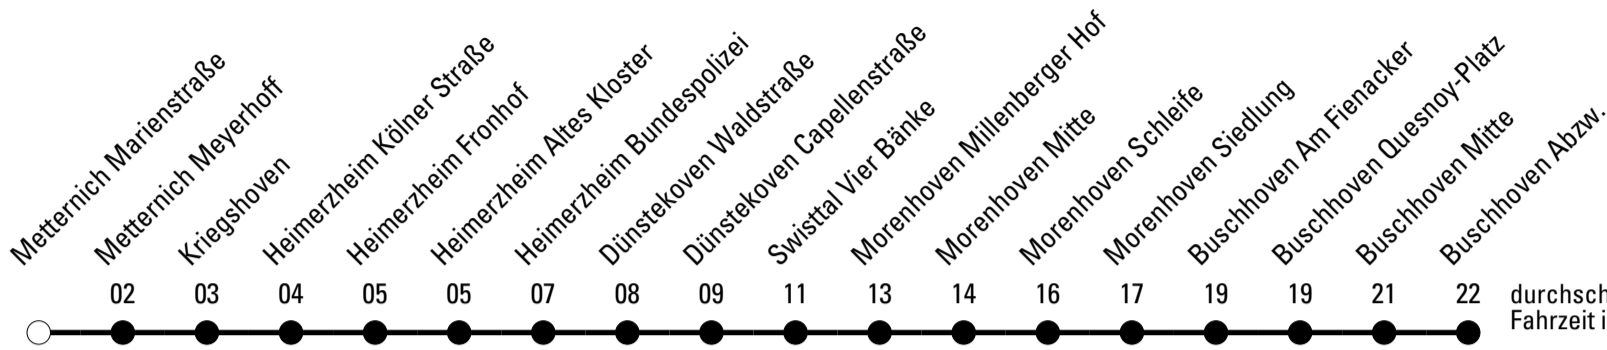 Metternich Marienstraße
Metternich Meyerhoff
Kriegshoven
Heimerzheim Kölner Straße
Heimerzheim Fronhof
Heimerzheim Altes Kloster
Heimerzheim Bundespolizei
Dünstekoven Waldstraße
Dünstekoven Capellenstraße
Swisttal Vier Bänke
Morenhoven Millenberger Hof
Morenhoven Mitte
Morenhoven Schleife
Morenhoven Siedlung
Buschhoven Am Fienacker
Buschhoven Quesnoy-Platz
Buschhoven Mitte
Buschhoven Abzw.
02 03 04 05 05 07 08 09 11 13 14 16 17 19 19 21 22
durchsch
Fahrzeit i